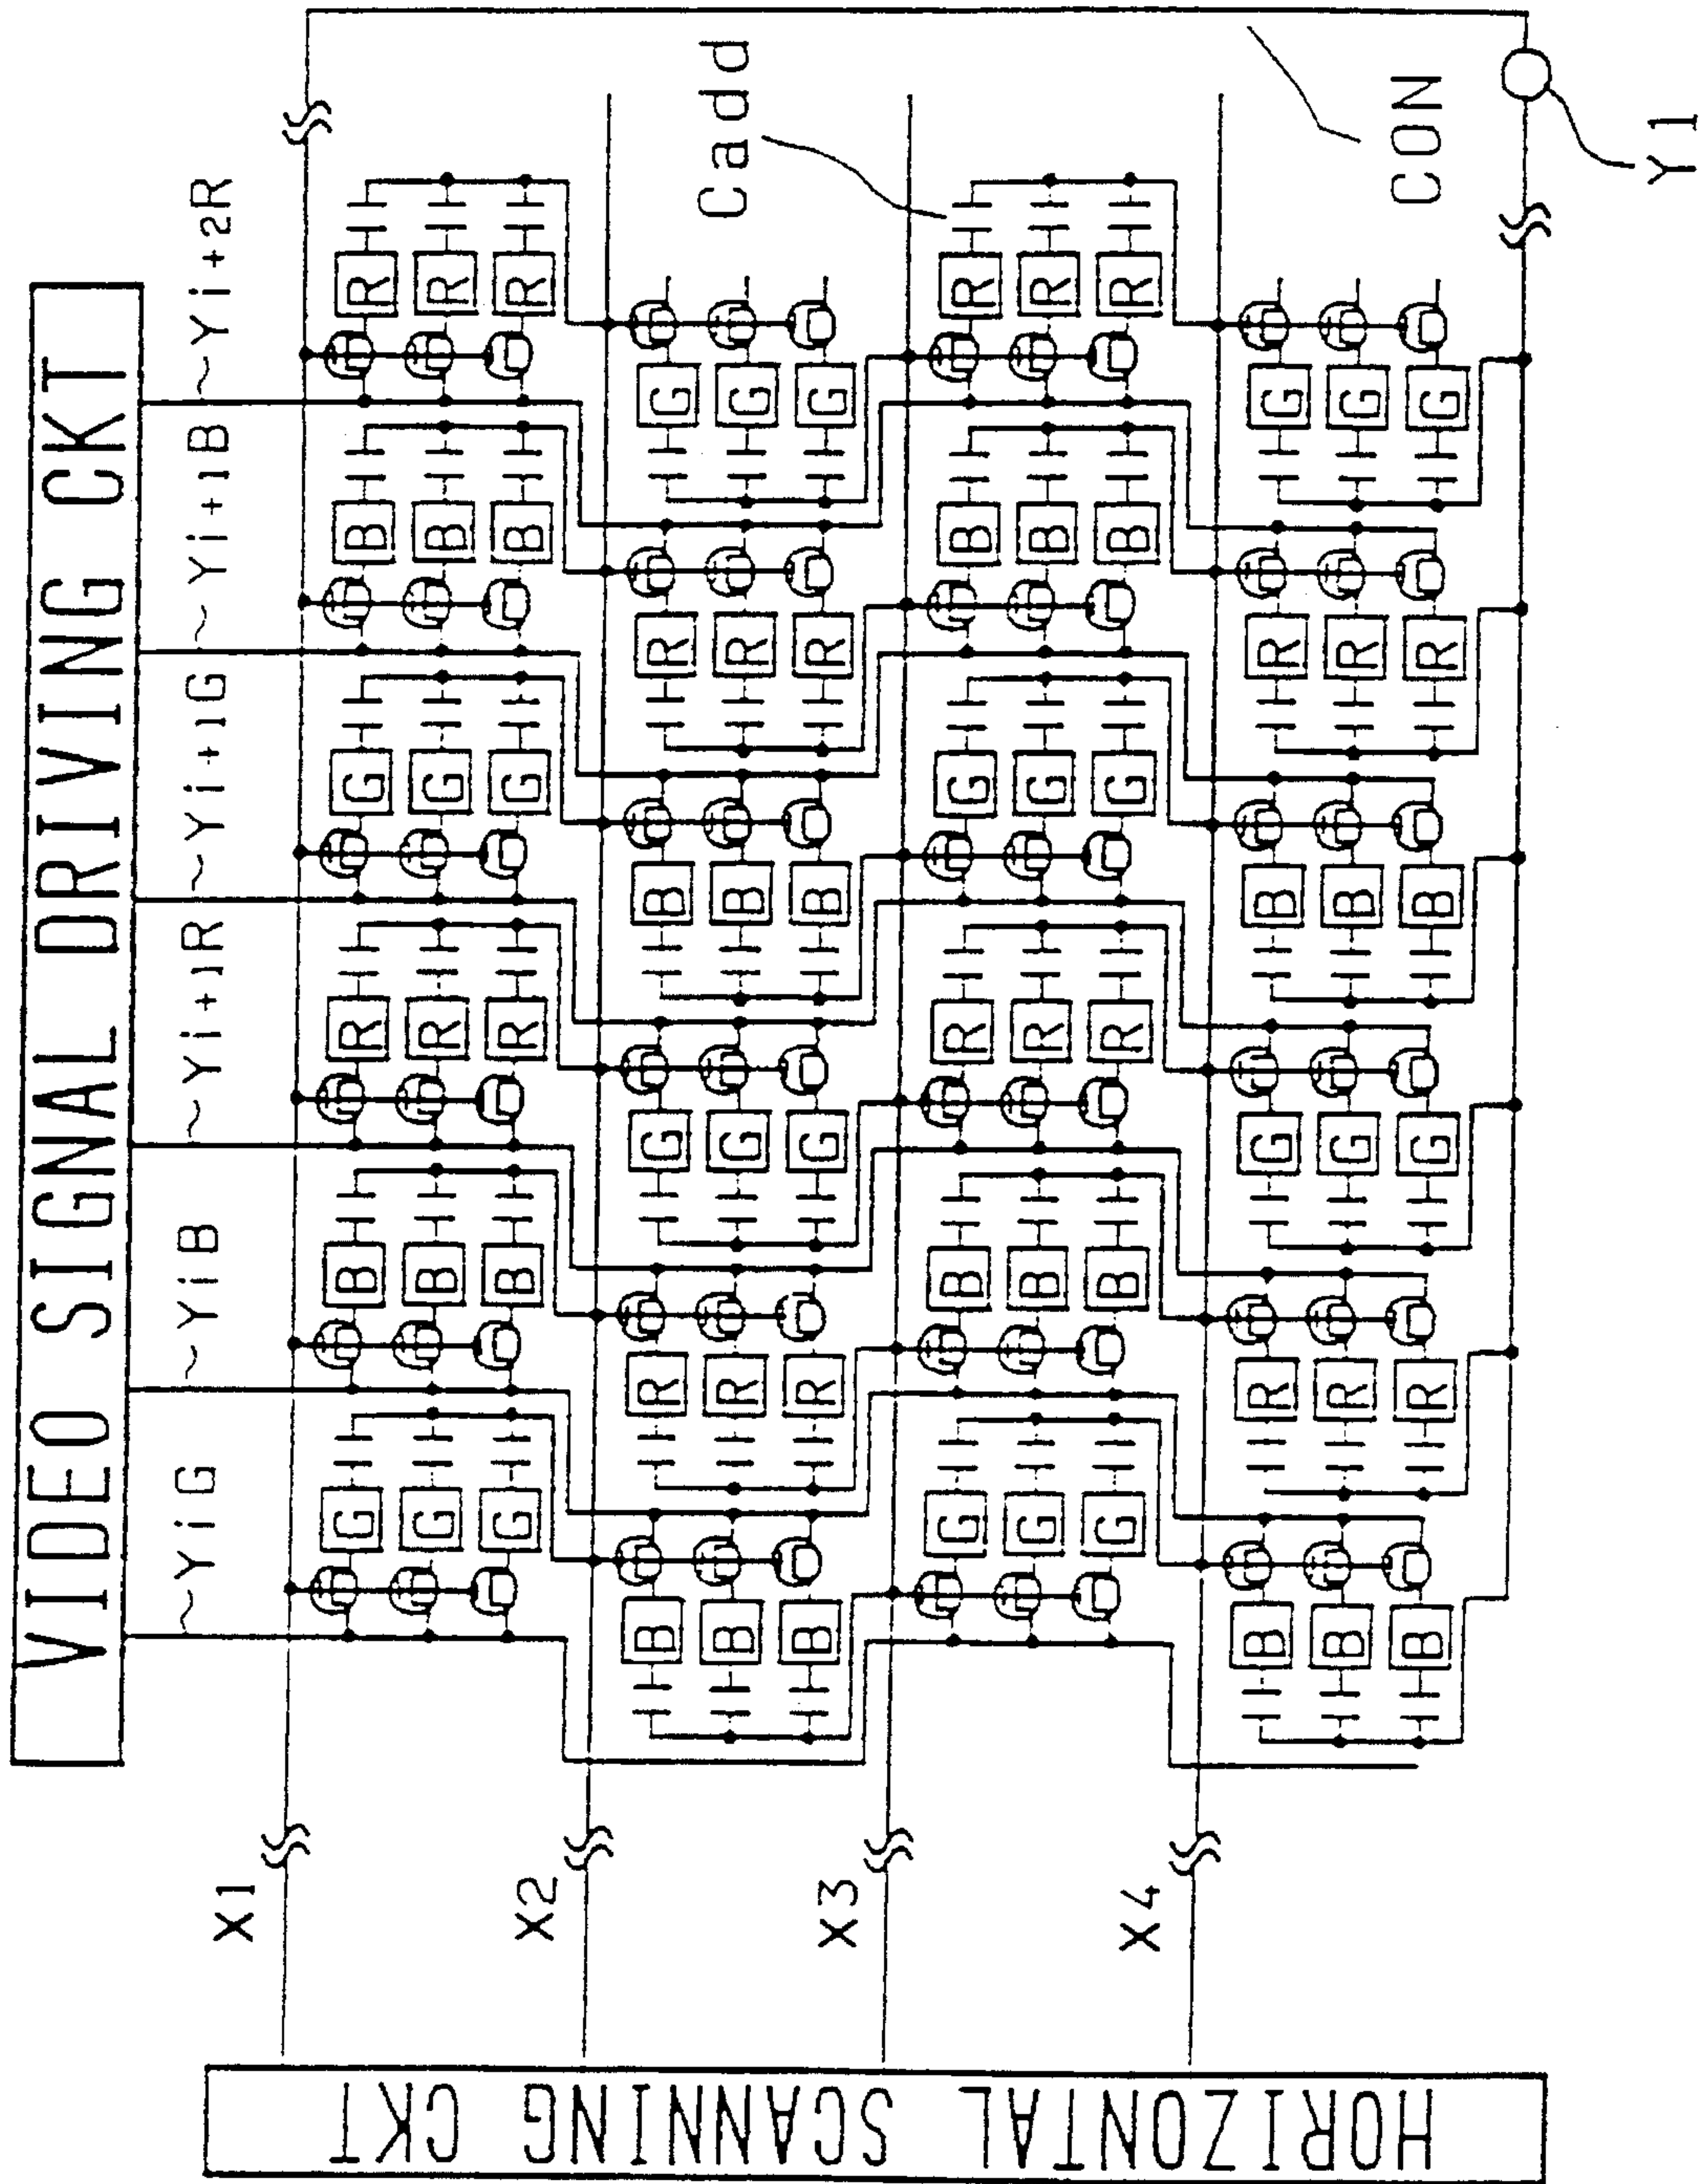 VIDEO SIGNAL DRIVING CKT
~YiG ~YiB ~Yi+1R ~Yi+1G ~Yi+1B ~Yi+2R
HORIZONTAL SCANNING CKT
X1
G B R G B R
G B R G B R
G B R G B R
X2
B R G B R G
B R G B R G
B R G B R G
Cadd
X3
G B R G B R
G B R G B R
G B R G B R
X4
B R G B R G
B R G B R G
B R G B R G
CON
Y1